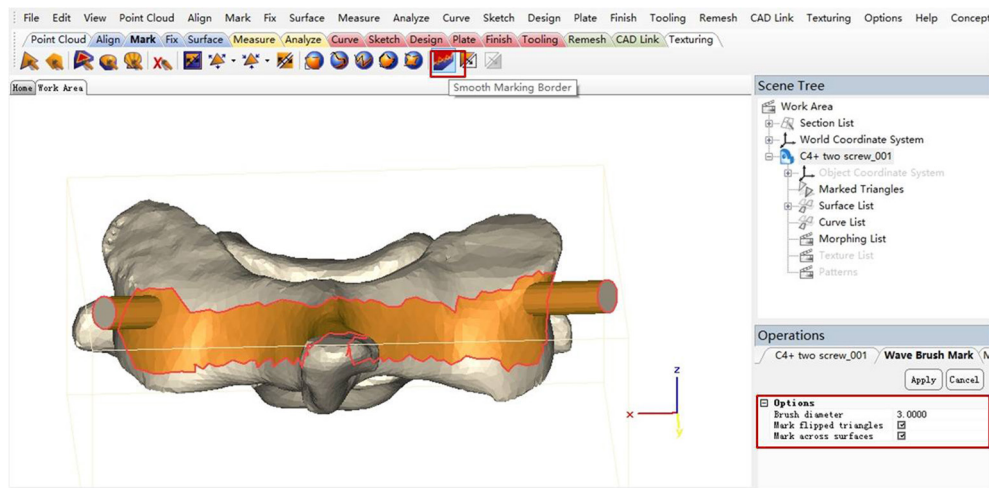 File Edit View Point Cloud Align Mark Fix Surface Measure Analyze Curve Sketch Design Plate Finish Tooling Remesh CAD Link Texturing Options Help Concept
Point Cloud Align Mark Fix Surface Measure Analyze Curve Sketch Design Plate Finish Tooling Remesh CAD Link Texturing
Home Work Area
Smooth Marking Border
Scene Tree
Work Area
Section List
World Coordinate System
C4+ two screw_001
Object Coordinate System
Marked Triangles
Surface List
Curve List
Morphing List
Texture List
Patterns
z
x
y
Operations
C4+ two screw_001 Wave Brush Mark M
Apply Cancel
Options
Brush diameter 3.0000
Mark flipped triangles
Mark across surfaces